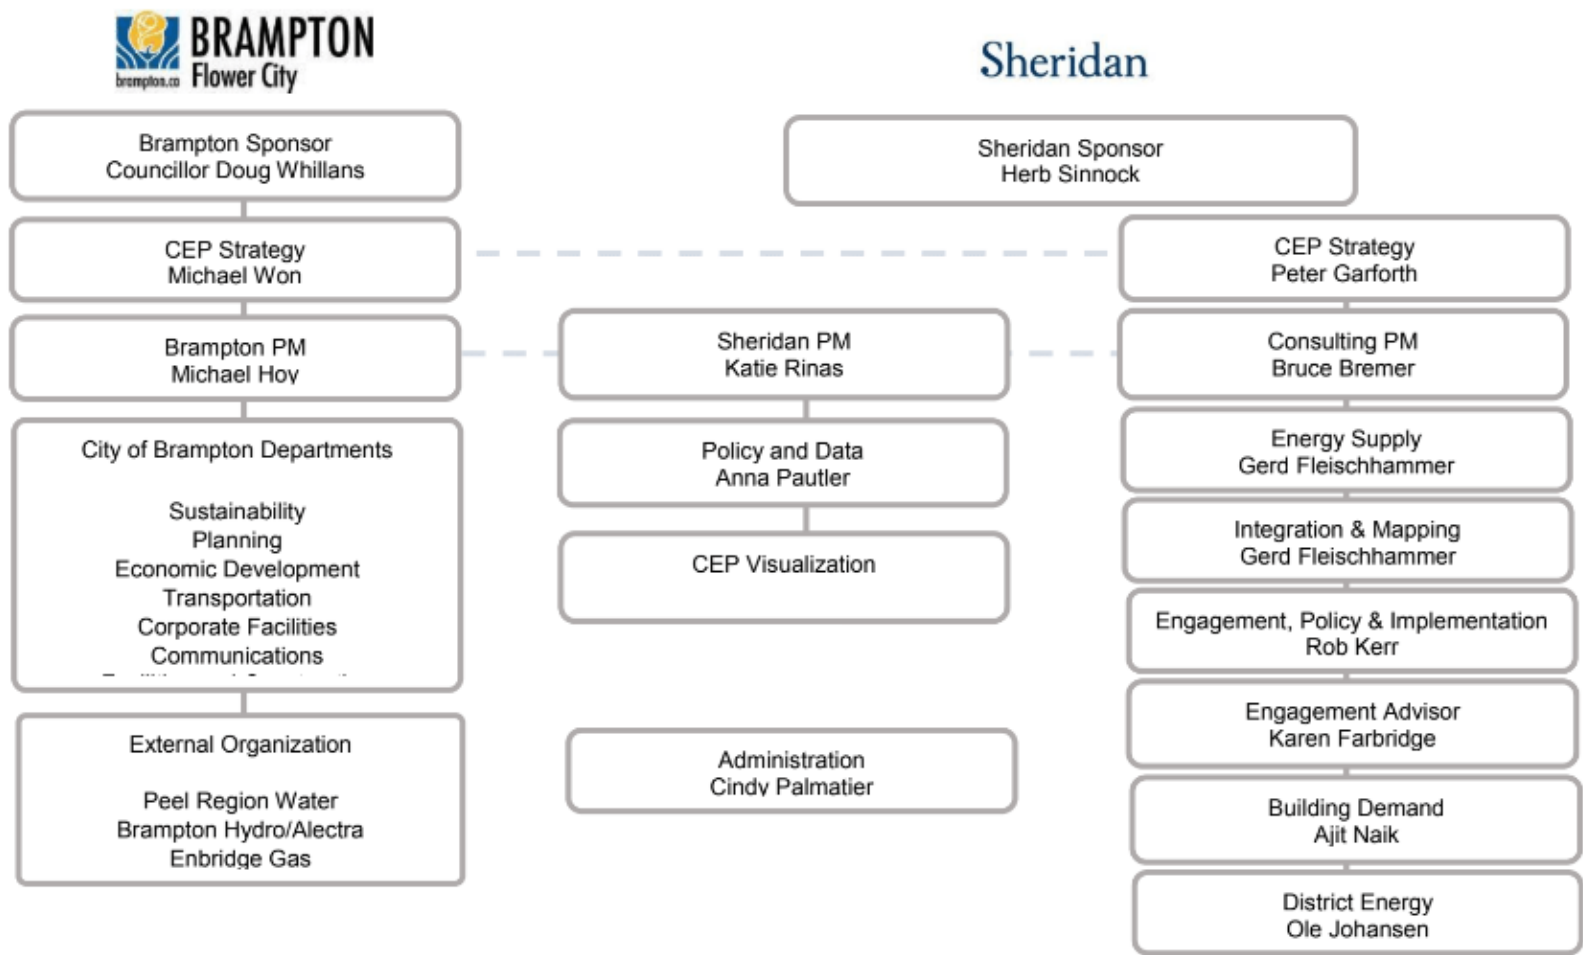 BRAMPTON
brampton.ca Flower City
Sheridan
Brampton Sponsor
Councillor Doug Whillans
CEP Strategy
Michael Won
Brampton PM
Michael Hoy
City of Brampton Departments
Sustainability
Planning
Economic Development
Transportation
Corporate Facilities
Communications
External Organization
Peel Region Water
Brampton Hydro/Alectra
Enbridge Gas
Sheridan Sponsor
Herb Sinnock
Sheridan PM
Katie Rinas
Policy and Data
Anna Pautler
CEP Visualization
Administration
Cindy Palmatier
CEP Strategy
Peter Garforth
Consulting PM
Bruce Bremer
Energy Supply
Gerd Fleischhammer
Integration & Mapping
Gerd Fleischhammer
Engagement, Policy & Implementation
Rob Kerr
Engagement Advisor
Karen Farbridge
Building Demand
Ajit Naik
District Energy
Ole Johansen